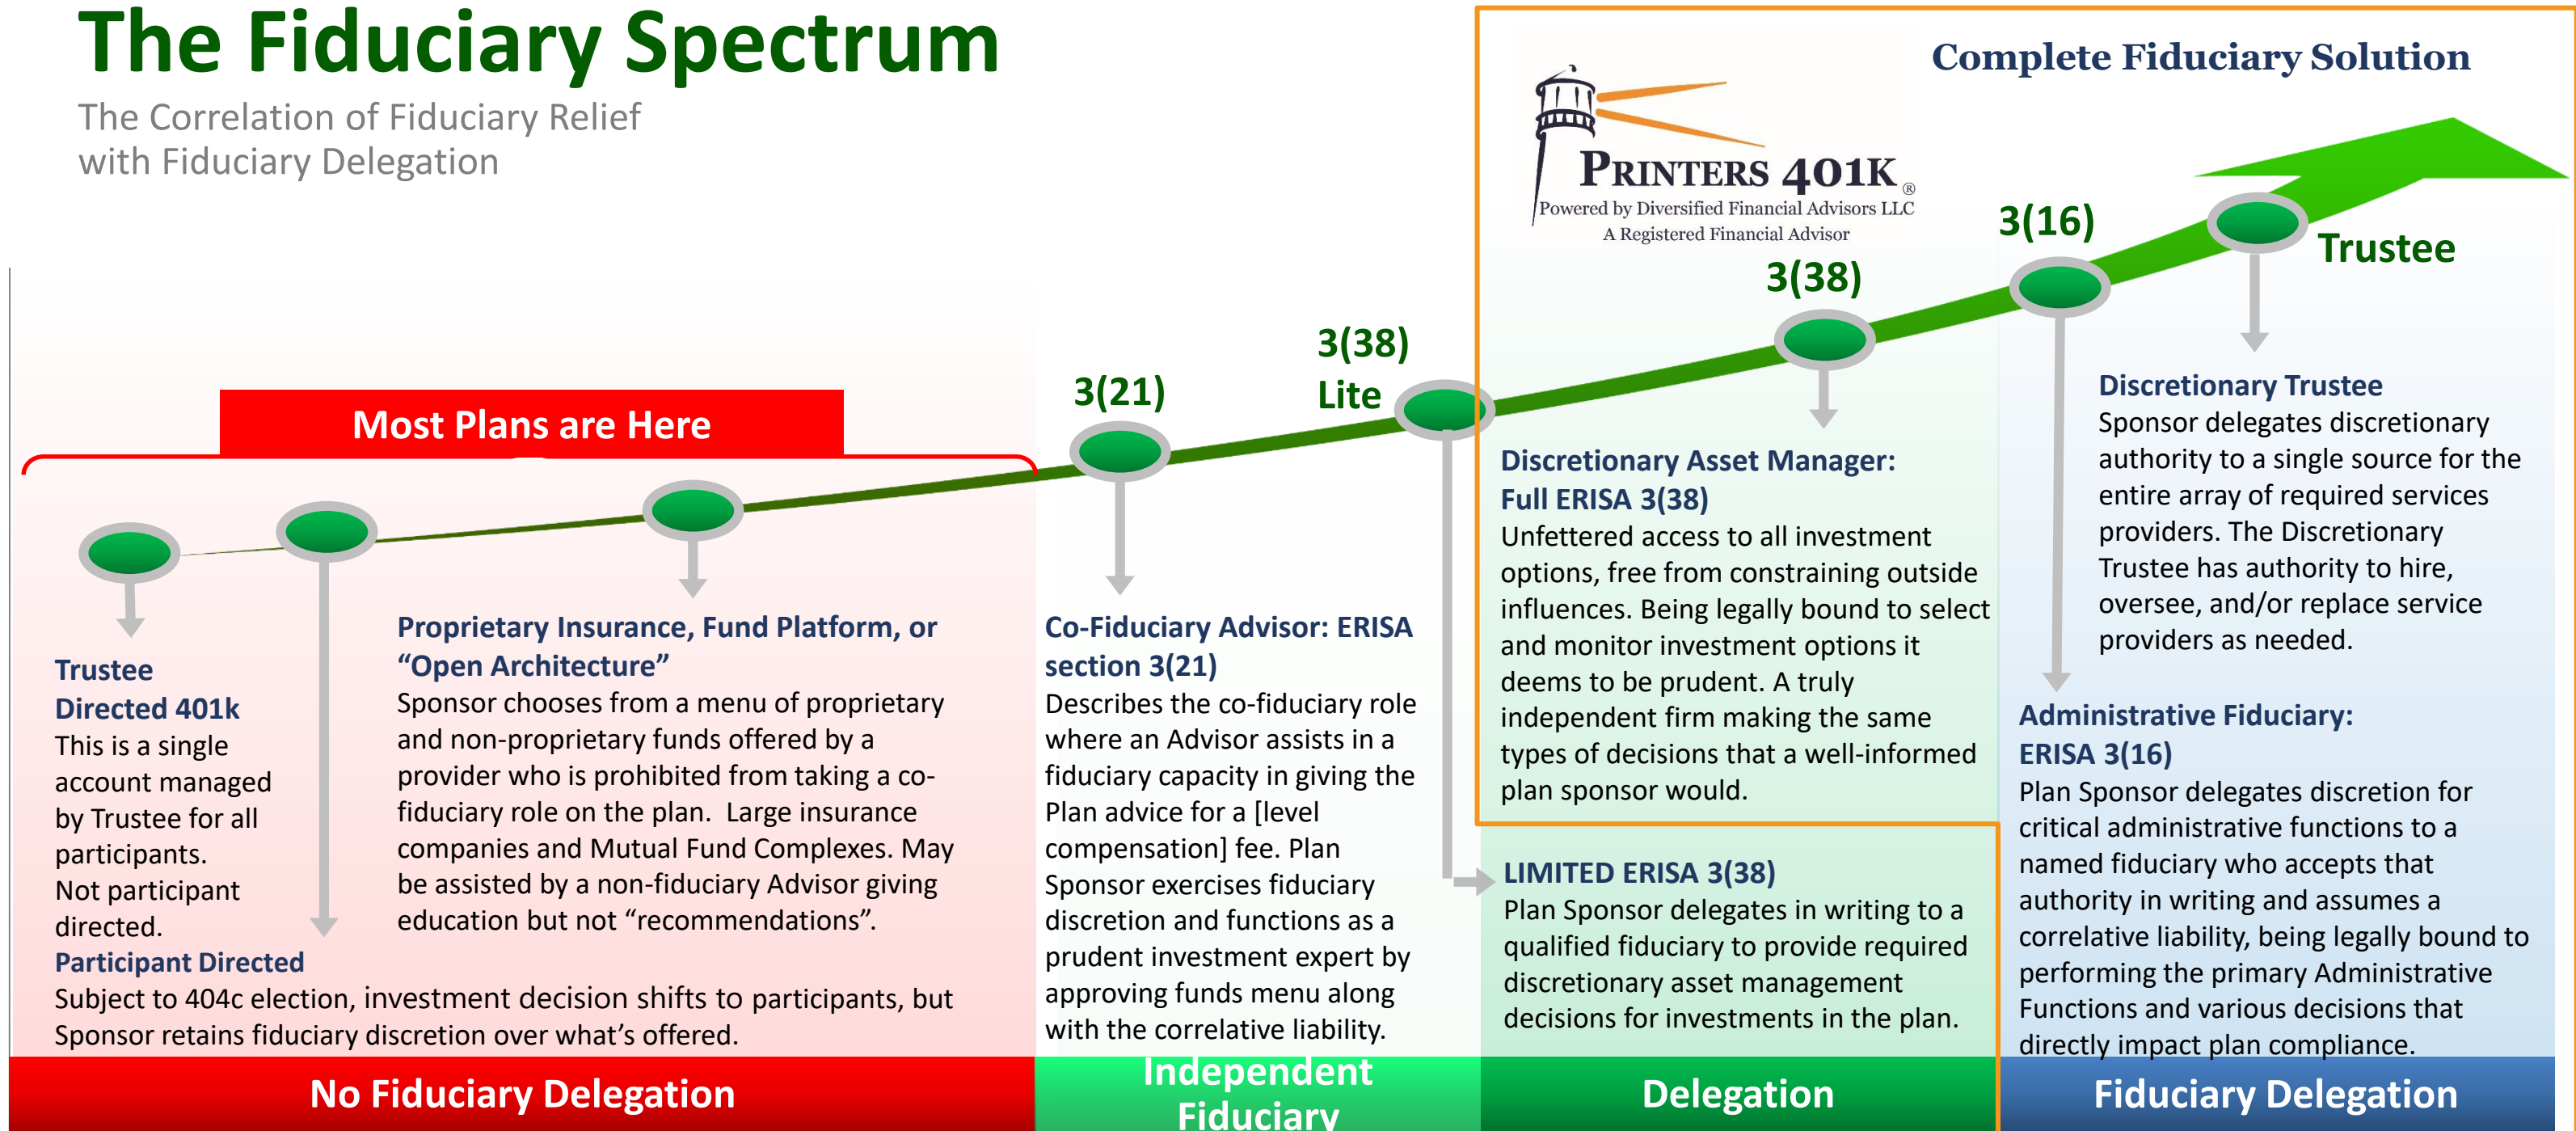 The Fiduciary Spectrum
The Correlation of Fiduciary Relief
with Fiduciary Delegation
Complete Fiduciary Solution
PRINTERS 401K ®
Powered by Diversified Financial Advisors LLC
A Registered Financial Advisor
Most Plans are Here
3(21)
3(38)
Lite
3(38)
3(16)
Trustee
Trustee
Directed 401k
This is a single
account managed
by Trustee for all
participants.
Not participant
directed.
Participant Directed
Subject to 404c election, investment decision shifts to participants, but
Sponsor retains fiduciary discretion over what’s offered.
Proprietary Insurance, Fund Platform, or
“Open Architecture”
Sponsor chooses from a menu of proprietary
and non-proprietary funds offered by a
provider who is prohibited from taking a co-
fiduciary role on the plan.  Large insurance
companies and Mutual Fund Complexes. May
be assisted by a non-fiduciary Advisor giving
education but not “recommendations”.
Co-Fiduciary Advisor: ERISA
section 3(21)
Describes the co-fiduciary role
where an Advisor assists in a
fiduciary capacity in giving the
Plan advice for a [level
compensation] fee. Plan
Sponsor exercises fiduciary
discretion and functions as a
prudent investment expert by
approving funds menu along
with the correlative liability.
Discretionary Asset Manager:
Full ERISA 3(38)
Unfettered access to all investment
options, free from constraining outside
influences. Being legally bound to select
and monitor investment options it
deems to be prudent. A truly
independent firm making the same
types of decisions that a well-informed
plan sponsor would.
LIMITED ERISA 3(38)
Plan Sponsor delegates in writing to a
qualified fiduciary to provide required
discretionary asset management
decisions for investments in the plan.
Discretionary Trustee
Sponsor delegates discretionary
authority to a single source for the
entire array of required services
providers. The Discretionary
Trustee has authority to hire,
oversee, and/or replace service
providers as needed.
Administrative Fiduciary:
ERISA 3(16)
Plan Sponsor delegates discretion for
critical administrative functions to a
named fiduciary who accepts that
authority in writing and assumes a
correlative liability, being legally bound to
performing the primary Administrative
Functions and various decisions that
directly impact plan compliance.
No Fiduciary Delegation
Independent
Fiduciary
Delegation
Fiduciary Delegation